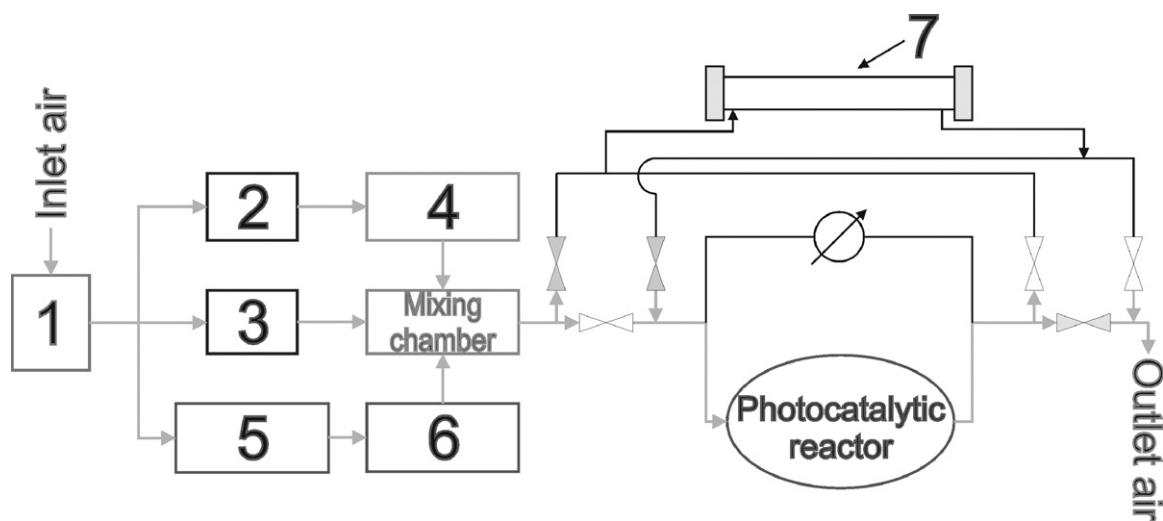 7
Inlet air
2
4
1
3
Mixing
chamber
5
6
Photocatalytic
reactor
Outlet air